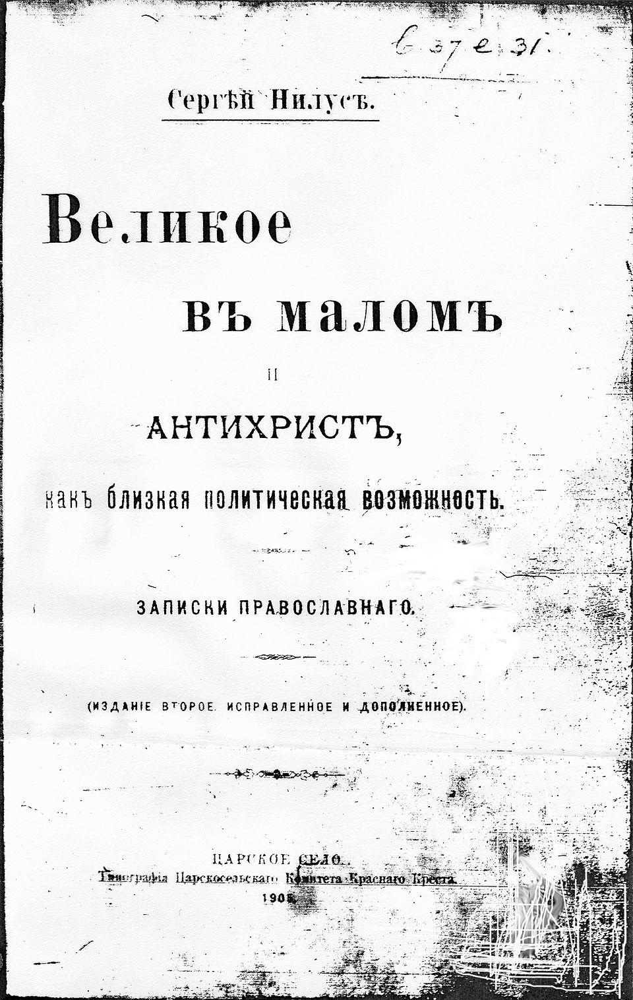 C 37 e. 31.
Сергѣй Нилусъ.
Великое
въ маломъ
и
АНТИХРИСТЪ,
какъ близкая политическая возможность.
ЗАПИСКИ ПРАВОСЛАВНАГО.
(ИЗДАНІЕ ВТОРОЕ. ИСПРАВЛЕННОЕ И ДОПОЛНЕННОЕ).
ЦАРСКОЕ СЕЛО.
Типографія Царскосельскаго Комитета Краснаго Креста.
1905.